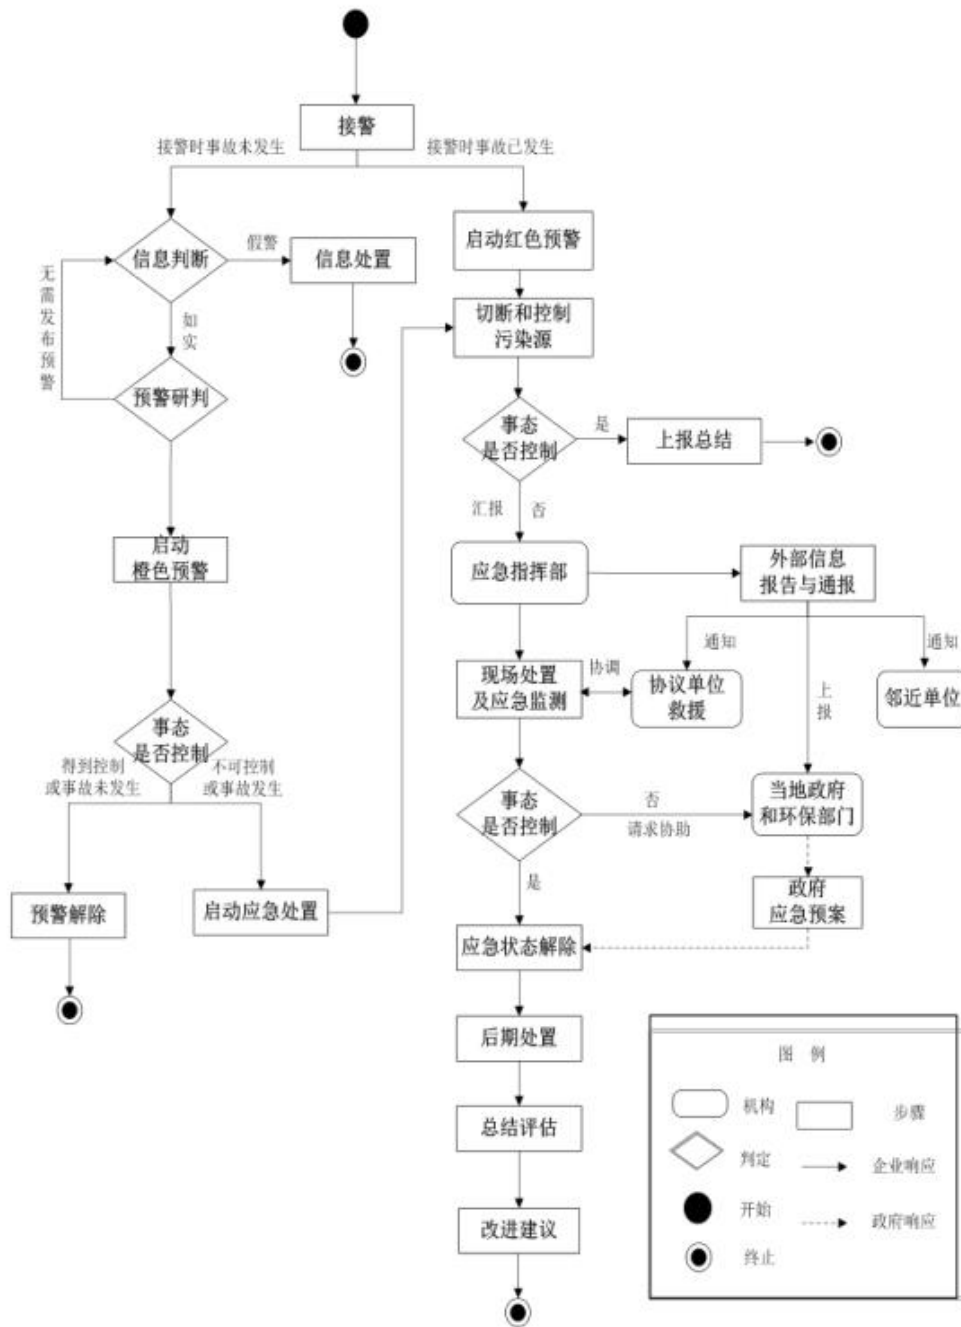 接警
接警时事故未发生
接警时事故已发生
启动红色预警
信息判断
假警
信息处置
无需发布预警
如实
切断和控制
污染源
预警研判
事态
是否控制
是
上报总结
汇报
否
启动
橙色预警
应急指挥部
外部信息
报告与通报
通知
通知
现场处置
及应急监测
协调
协议单位
救援
上报
邻近单位
事态
是否控制
得到控制
或事故未发生
不可控制
或事故发生
事态
是否控制
否
请求协助
当地政府
和环保部门
是
预警解除
启动应急处置
政府
应急预案
应急状态解除
后期处置
总结评估
改进建议
图 例
机构
步骤
判定
企业响应
开始
政府响应
终止